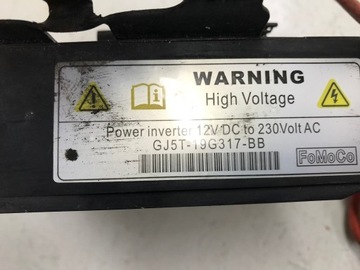 WARNING
High Voltage
Power inverter 12V DC to 230Volt AC
GJ5T-19G317-BB
FoMoCo